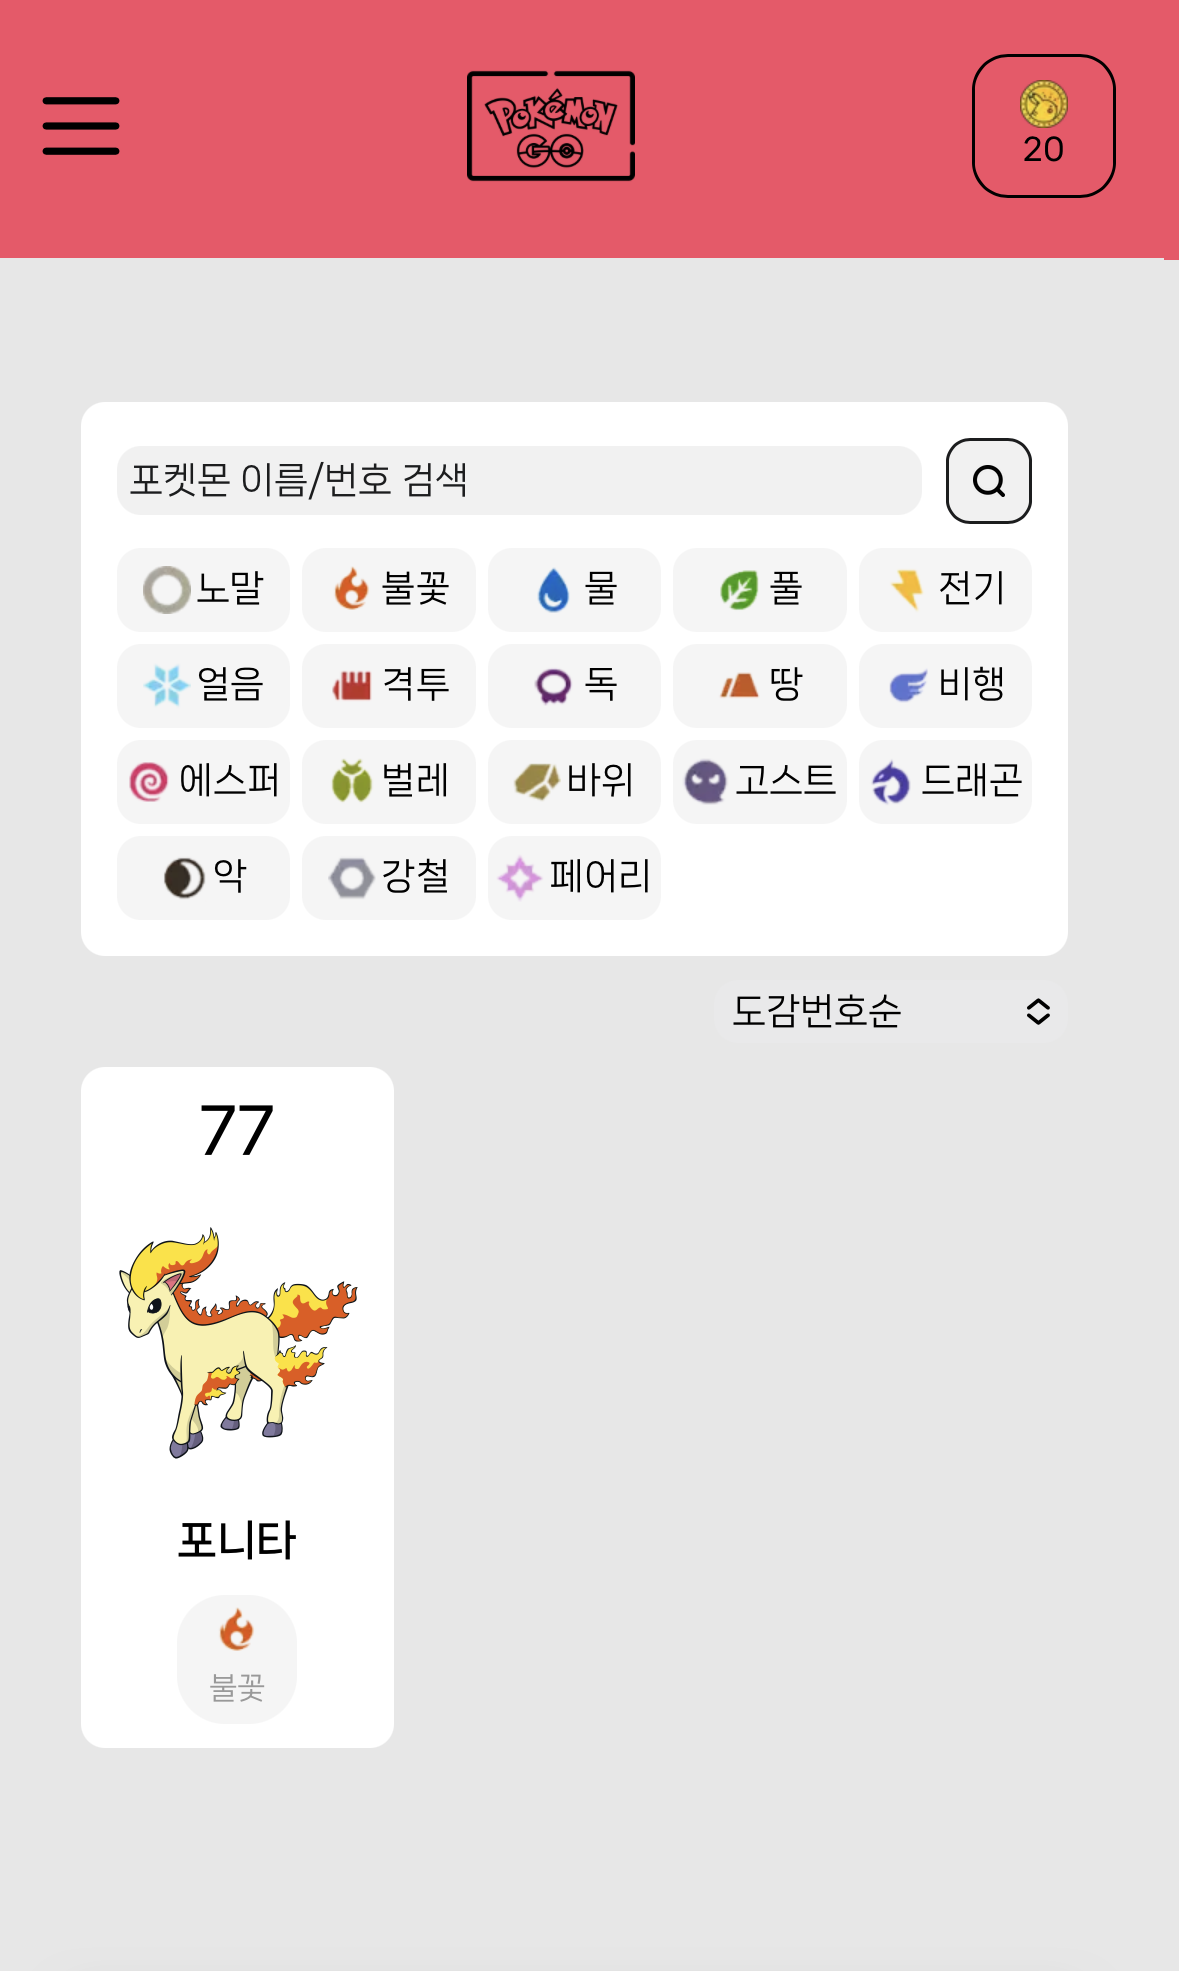 POKÉMON
GO
20
포켓몬 이름/번호 검색
노말 불꽃 물 풀 전기
얼음 격투 독 땅 비행
에스퍼 벌레 바위 고스트 드래곤
악 강철 페어리
도감번호순
77
포니타
불꽃